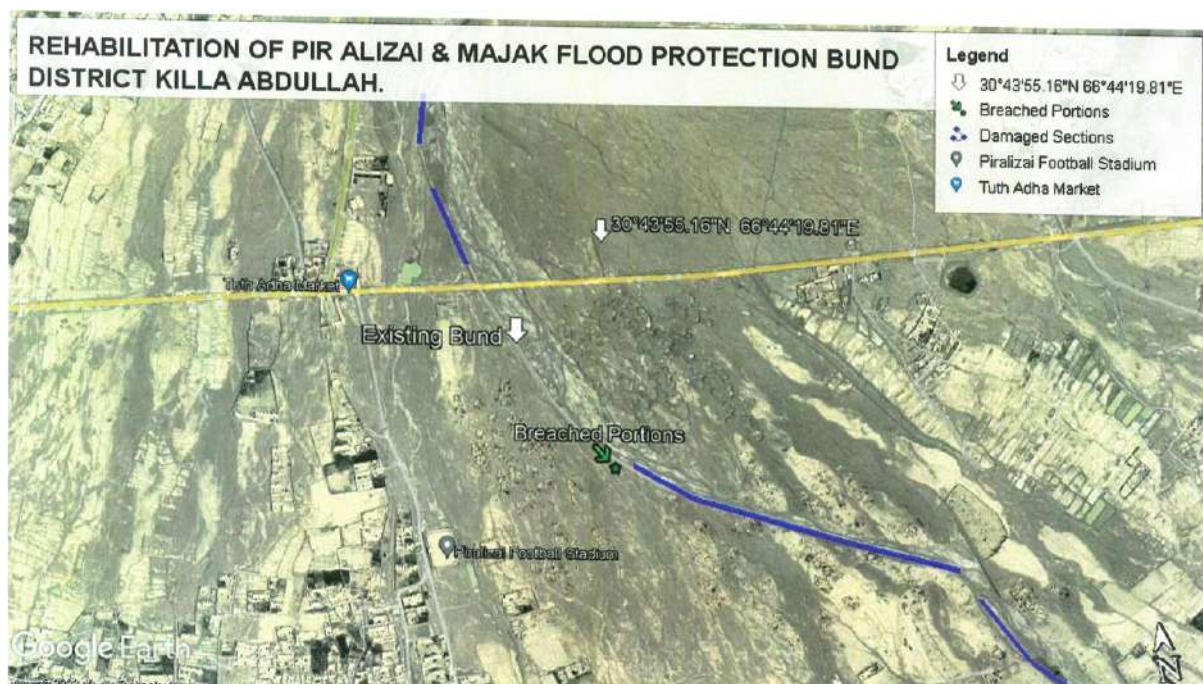 REHABILITATION OF PIR ALIZAI & MAJAK FLOOD PROTECTION BUND
DISTRICT KILLA ABDULLAH.
Legend
30°43'55.16"N 66°44'19.81"E
Breached Portions
Damaged Sections
Piralizai Football Stadium
Tuth Adha Market
30°43'55.16"N 66°44'19.81"E
Tuth Adha Market
Existing Bund
Breached Portions
Piralizai Football Stadium
Google Earth
N